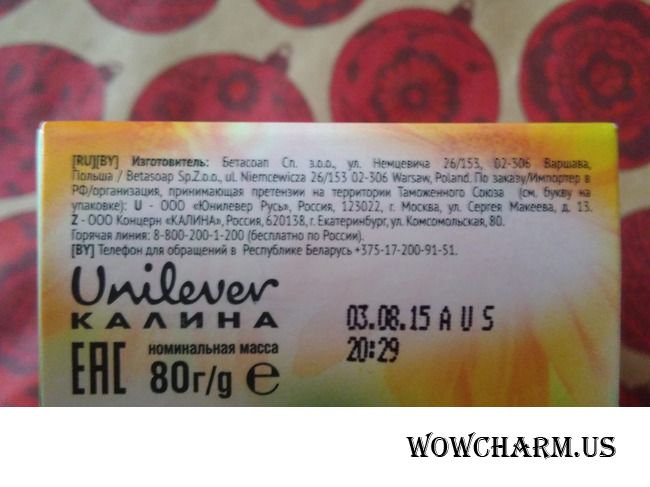 [RU][BY] Изготовитель: Бетасоап Сп. з.о.о., ул. Немцевича 26/153, 02-306 Варшава,
Польша / Betasoap Sp.Z.o.o., ul. Niemcewicza 26/153 02-306 Warsaw, Poland. По заказу/Импортер в
РФ/организация, принимающая претензии на территории Таможенного Союза (см. букву на
упаковке): U - ООО «Юнилевер Русь», Россия, 123022, г. Москва, ул. Сергея Макеева, д. 13.
Z - ООО Концерн «КАЛИНА», Россия, 620138, г. Екатеринбург, ул. Комсомольская, 80.
Горячая линия: 8-800-200-1-200 (бесплатно по России).
[BY] Телефон для обращений в Республике Беларусь +375-17-200-91-51.
Unilever
КАЛИНА
03.08.15 A U S
20:29
EAC
номинальная масса
80г/g e
WOWCHARM.US